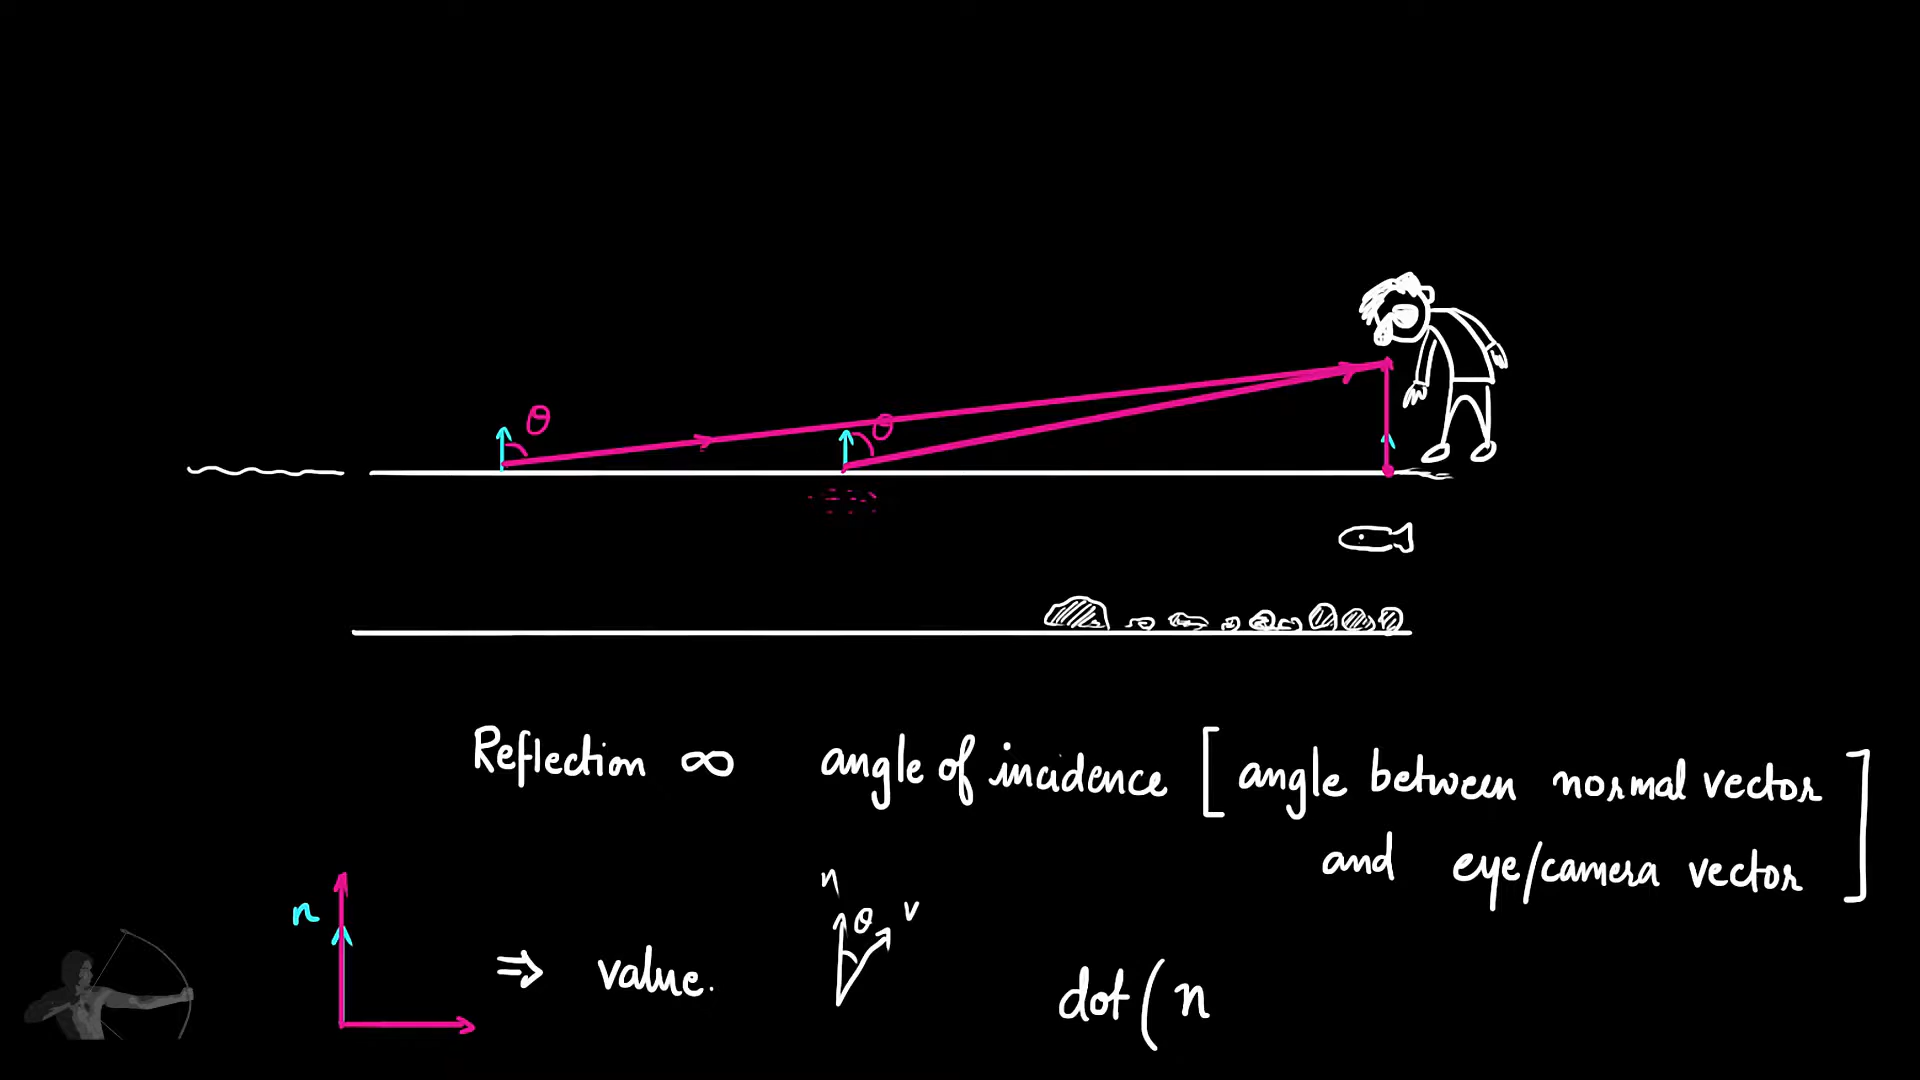 θ
θ
Reflection ∝ angle of incidence [ angle between normal vector
and eye/camera vector ]
n
n
θ
v
⇒ value.
dot ( n